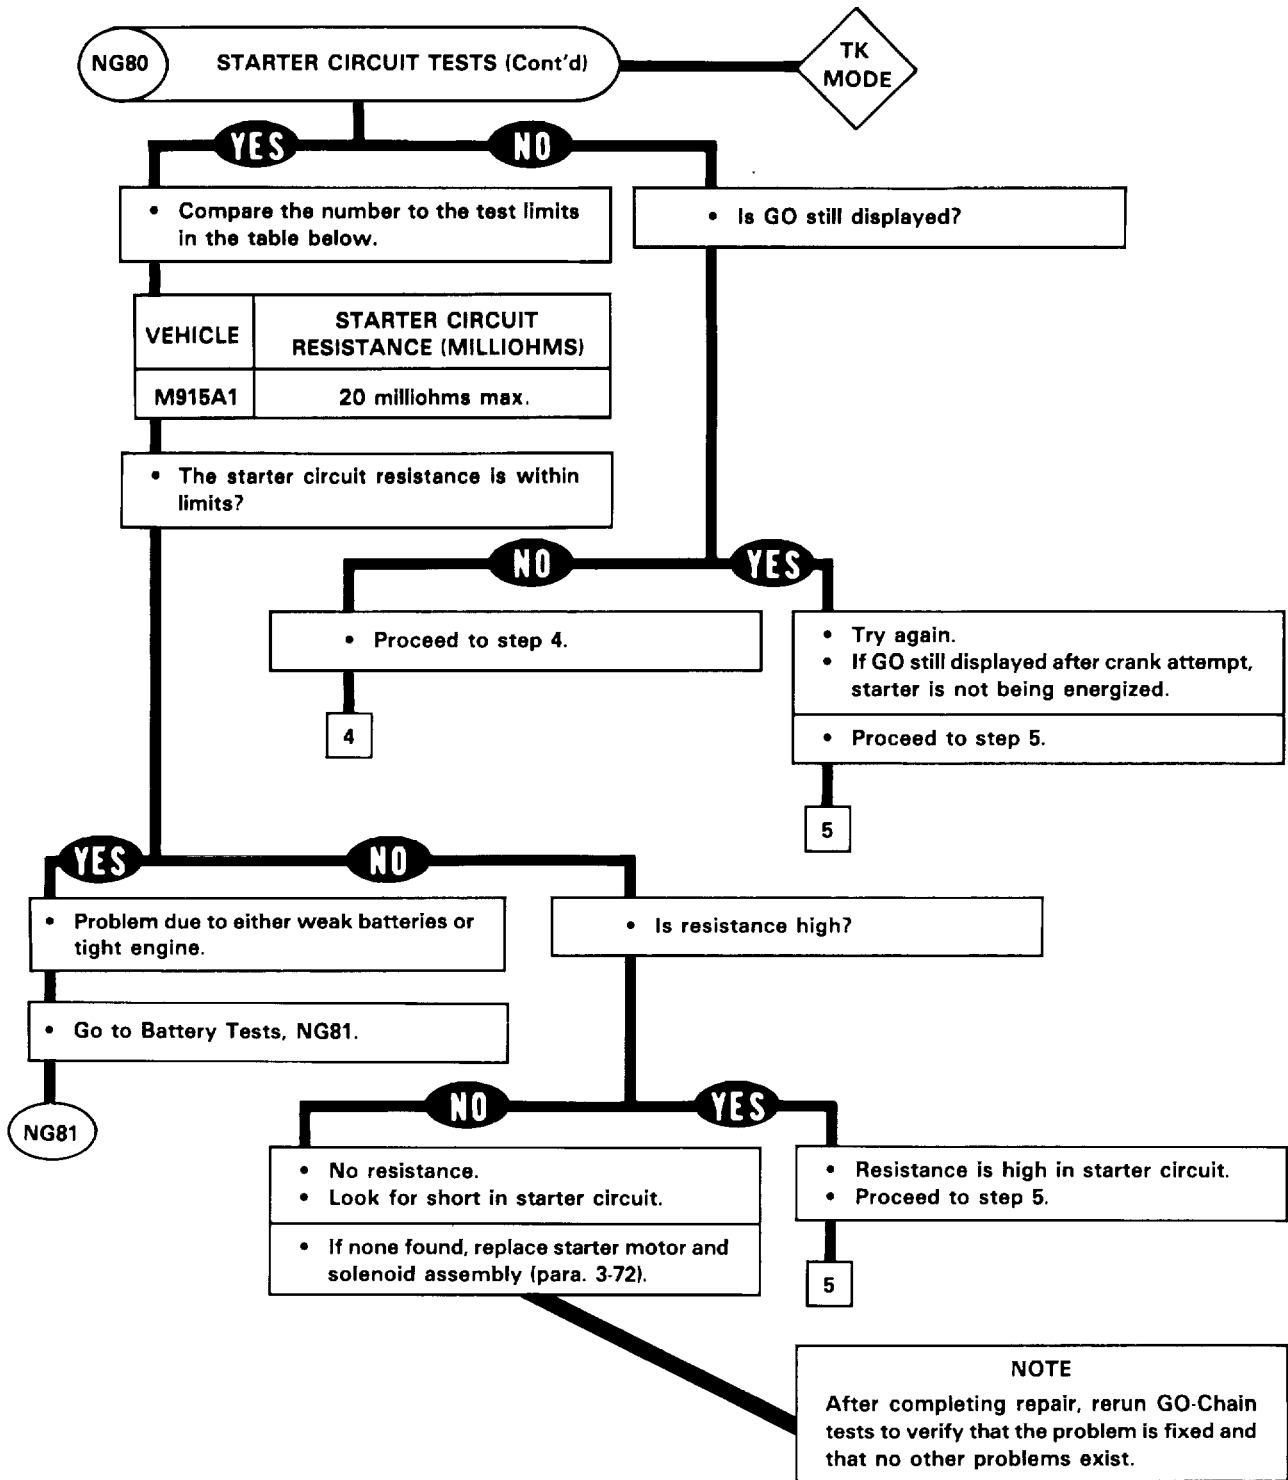 NG80
STARTER CIRCUIT TESTS (Cont'd)
TK
MODE
YES
NO
• Compare the number to the test limits
in the table below.
• Is GO still displayed?
VEHICLE
STARTER CIRCUIT
RESISTANCE (MILLIOHMS)
M915A1
20 milliohms max.
• The starter circuit resistance is within
limits?
NO
YES
• Proceed to step 4.
4
• Try again.
• If GO still displayed after crank attempt,
starter is not being energized.
• Proceed to step 5.
5
YES
NO
• Problem due to either weak batteries or
tight engine.
• Go to Battery Tests, NG81.
NG81
• Is resistance high?
NO
YES
• No resistance.
• Look for short in starter circuit.
• If none found, replace starter motor and
solenoid assembly (para. 3-72).
• Resistance is high in starter circuit.
• Proceed to step 5.
5
NOTE
After completing repair, rerun GO-Chain
tests to verify that the problem is fixed and
that no other problems exist.